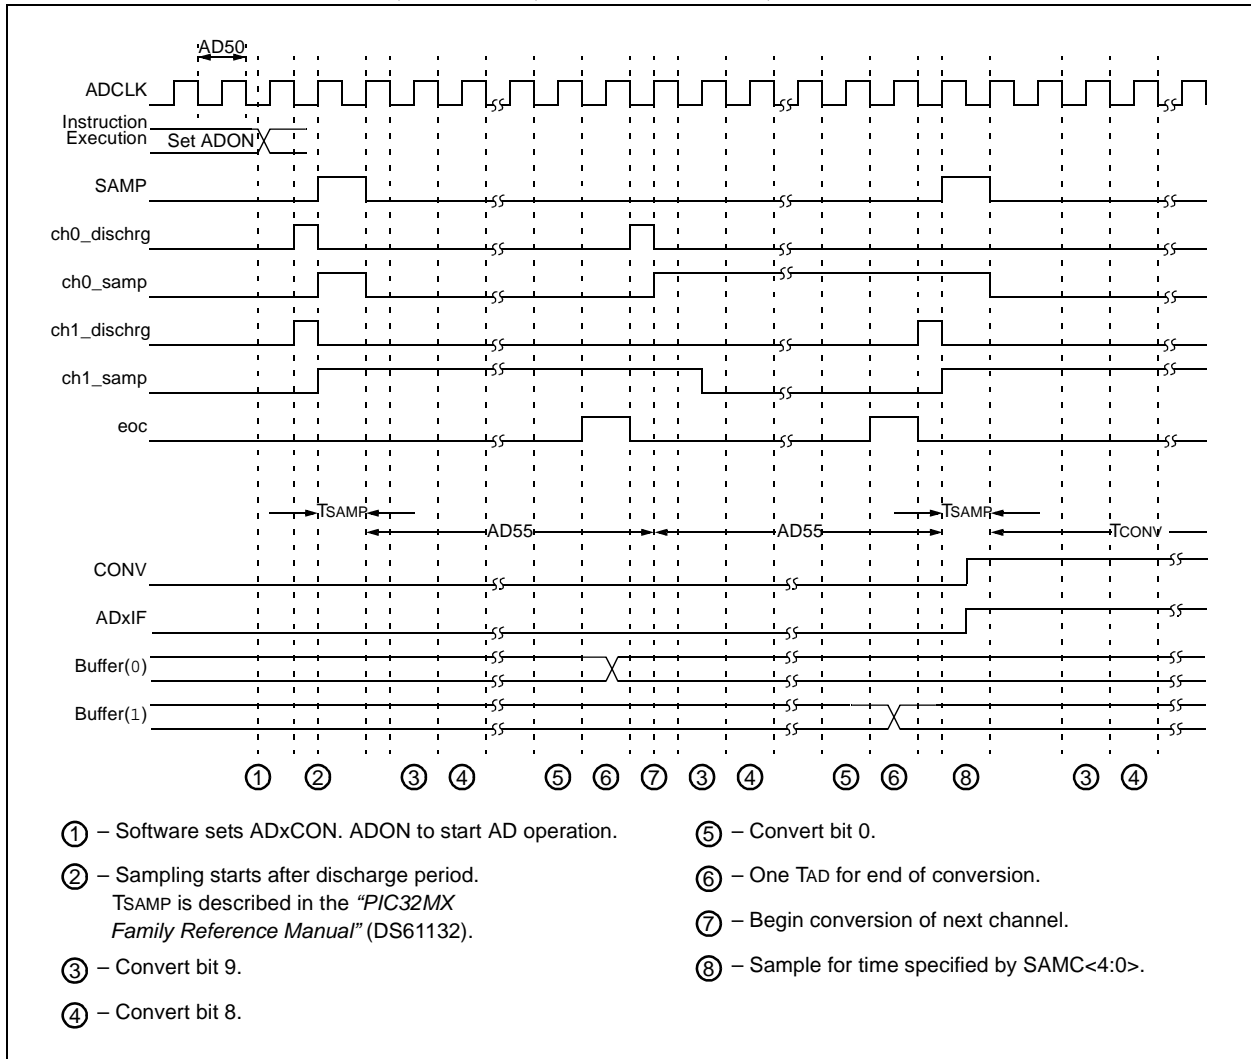 AD50
ADCLK
Instruction
Execution
Set ADON
SAMP
ch0_dischrg
ch0_samp
ch1_dischrg
ch1_samp
eoc
TSAMP
TSAMP
AD55
AD55
TCONV
CONV
ADxIF
Buffer(0)
Buffer(1)
1 2 3 4 5 6 7 3 4 5 6 8 3 4
1 – Software sets ADxCON. ADON to start AD operation.
2 – Sampling starts after discharge period.
TSAMP is described in the "PIC32MX
Family Reference Manual" (DS61132).
3 – Convert bit 9.
4 – Convert bit 8.
5 – Convert bit 0.
6 – One TAD for end of conversion.
7 – Begin conversion of next channel.
8 – Sample for time specified by SAMC<4:0>.